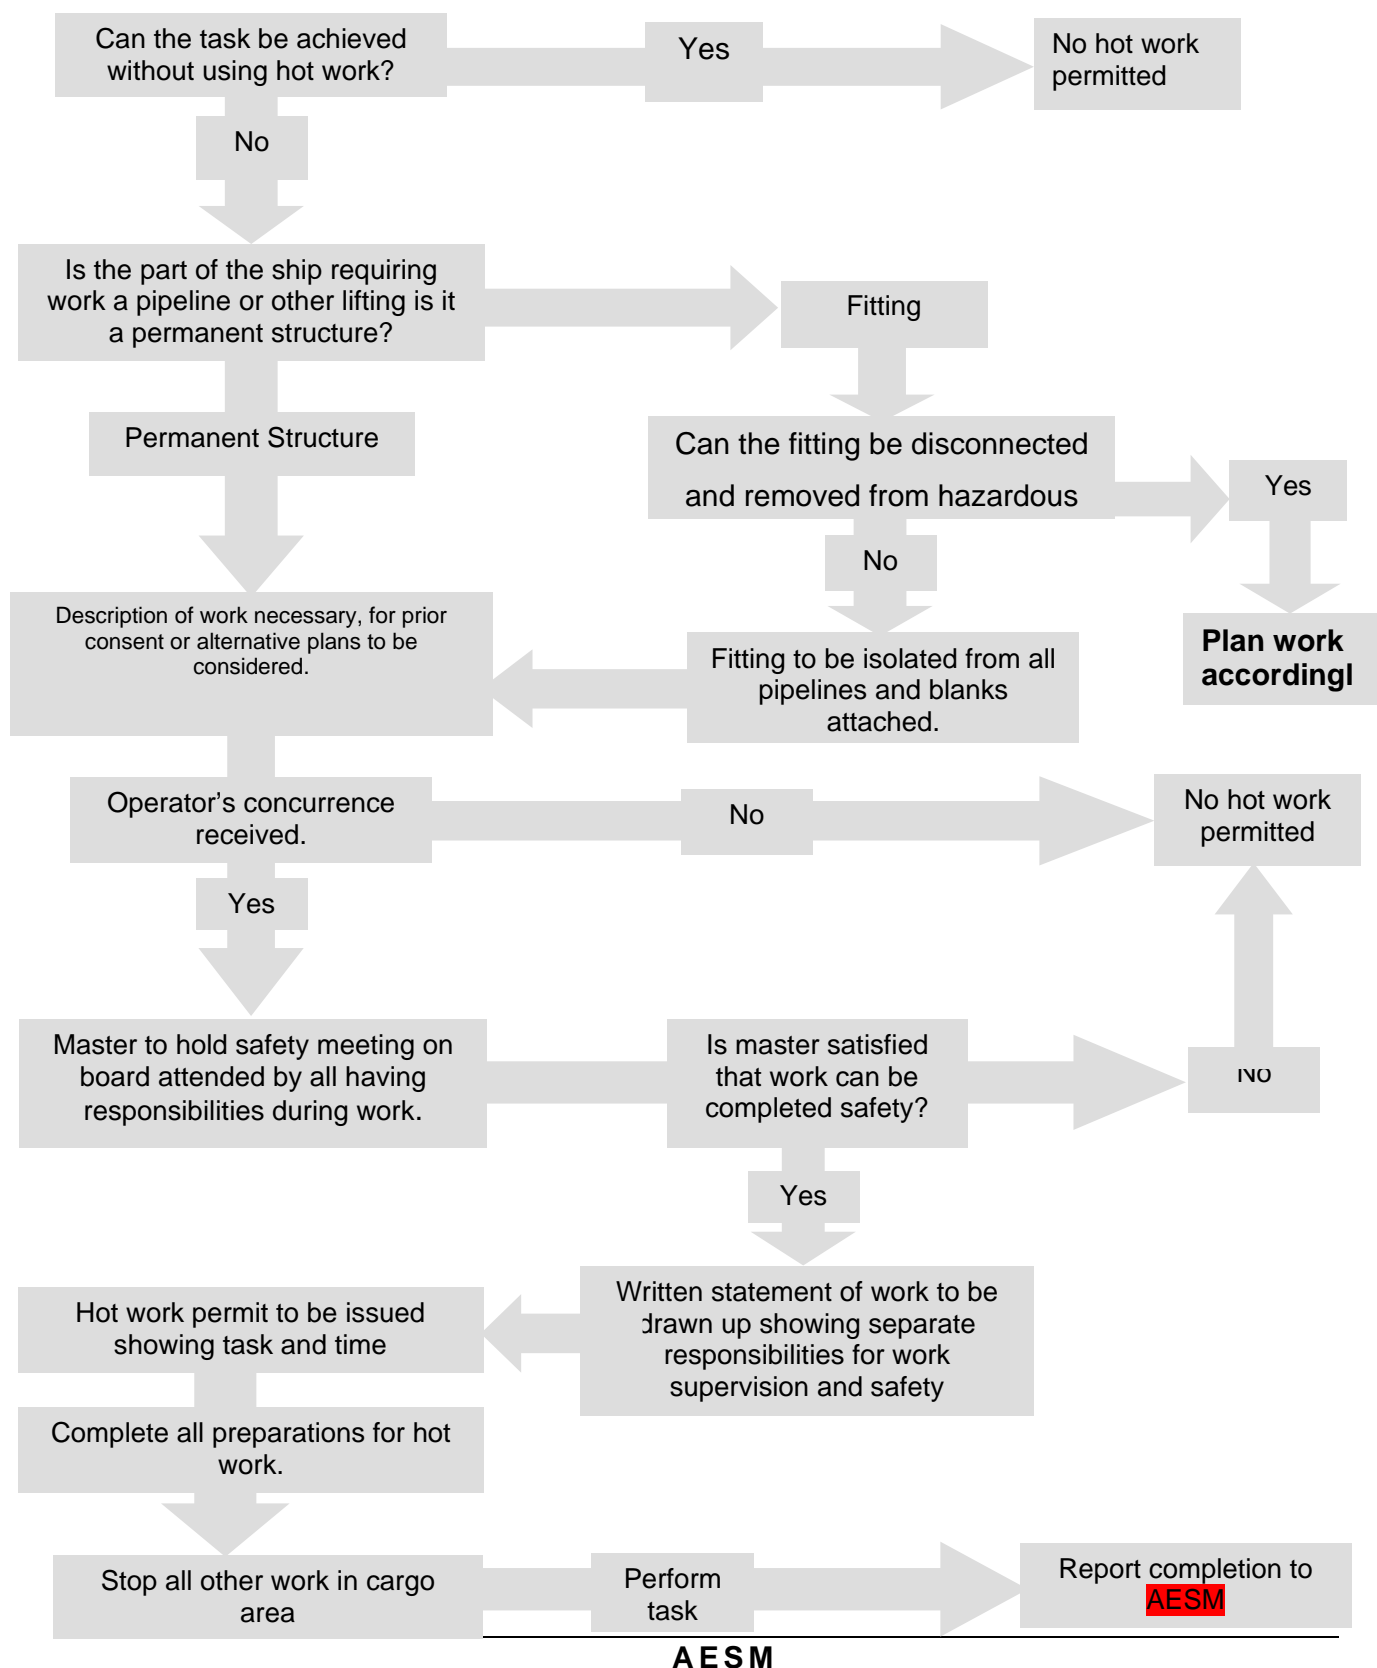 Can the task be achieved
without using hot work?
Yes
No hot work
permitted
No
Is the part of the ship requiring
work a pipeline or other lifting is it
a permanent structure?
Fitting
Permanent Structure
Can the fitting be disconnected
and removed from hazardous
Yes
No
Plan work
accordingl
Description of work necessary, for prior
consent or alternative plans to be
considered.
Fitting to be isolated from all
pipelines and blanks
attached.
Operator’s concurrence
received.
No
No hot work
permitted
Yes
Master to hold safety meeting on
board attended by all having
responsibilities during work.
Is master satisfied
that work can be
completed safety?
No
Yes
Written statement of work to be
drawn up showing separate
responsibilities for work
supervision and safety
Hot work permit to be issued
showing task and time
Complete all preparations for hot
work.
Stop all other work in cargo
area
Perform
task
Report completion to
AESM
AESM